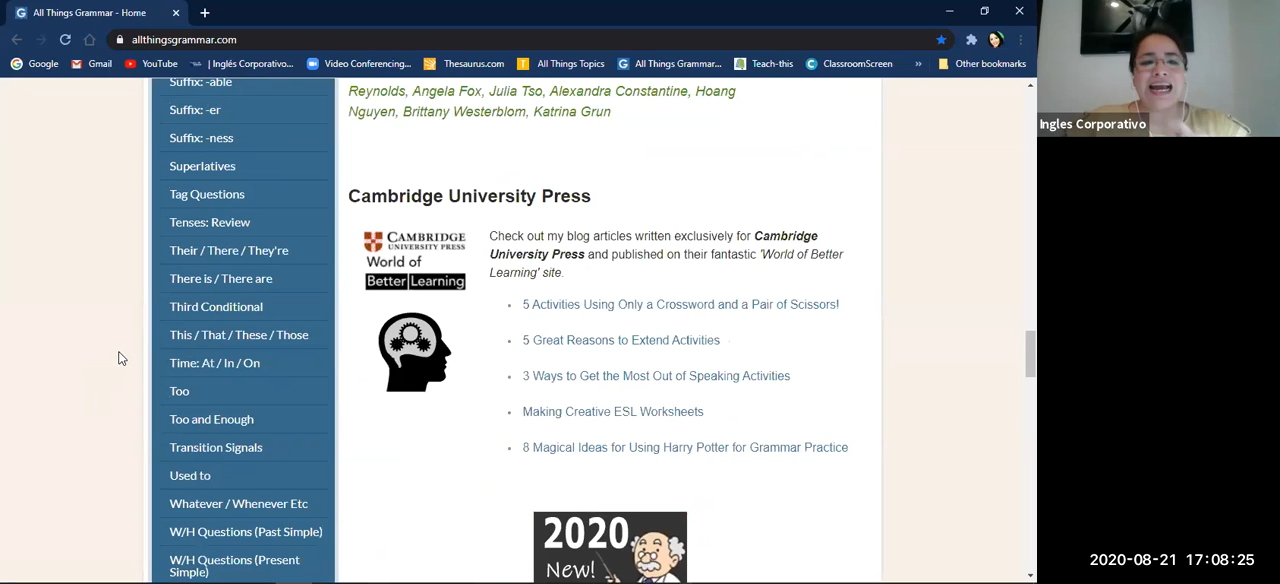 All Things Grammar - Home
allthingsgrammar.com
Google
Gmail
YouTube
| Inglés Corporativo...
Video Conferencing...
Thesaurus.com
All Things Topics
All Things Grammar...
Teach-this
ClassroomScreen
»
Other bookmarks
Suffix: -able
Suffix: -er
Suffix: -ness
Superlatives
Tag Questions
Tenses: Review
Their / There / They're
There is / There are
Third Conditional
This / That / These / Those
Time: At / In / On
Too
Too and Enough
Transition Signals
Used to
Whatever / Whenever Etc
W/H Questions (Past Simple)
W/H Questions (Present
Simple)
Reynolds, Angela Fox, Julia Tso, Alexandra Constantine, Hoang
Nguyen, Brittany Westerblom, Katrina Grun
Cambridge University Press
CAMBRIDGE
UNIVERSITY PRESS
World of
Better Learning
Check out my blog articles written exclusively for Cambridge
University Press and published on their fantastic 'World of Better
Learning' site.
5 Activities Using Only a Crossword and a Pair of Scissors!
5 Great Reasons to Extend Activities
3 Ways to Get the Most Out of Speaking Activities
Making Creative ESL Worksheets
8 Magical Ideas for Using Harry Potter for Grammar Practice
2020
New!
Ingles Corporativo
2020-08-21 17:08:25